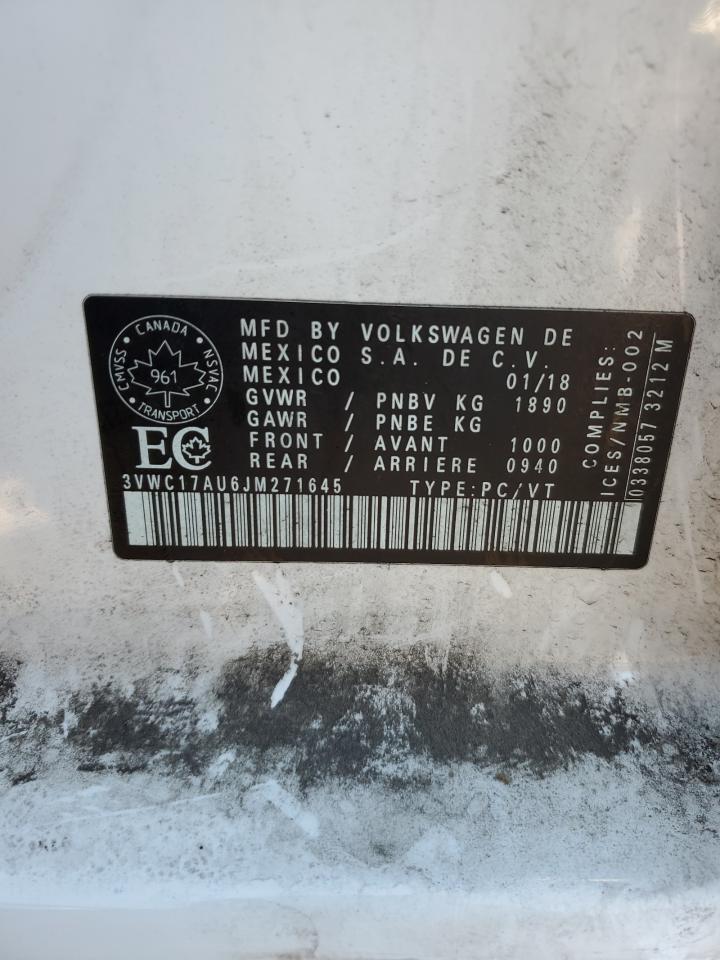 CANADA
CMVSS · NSVAC
961
TRANSPORT
EC
MFD BY VOLKSWAGEN DE
MEXICO S.A. DE C.V.
MEXICO 01/18
GVWR / PNBV KG 1890
GAWR / PNBE KG
FRONT / AVANT 1000
REAR / ARRIERE 0940
3VWC17AU6JM271645 TYPE:PC/VT
COMPLIES:
ICES/NMB-002
0338057 3212 M